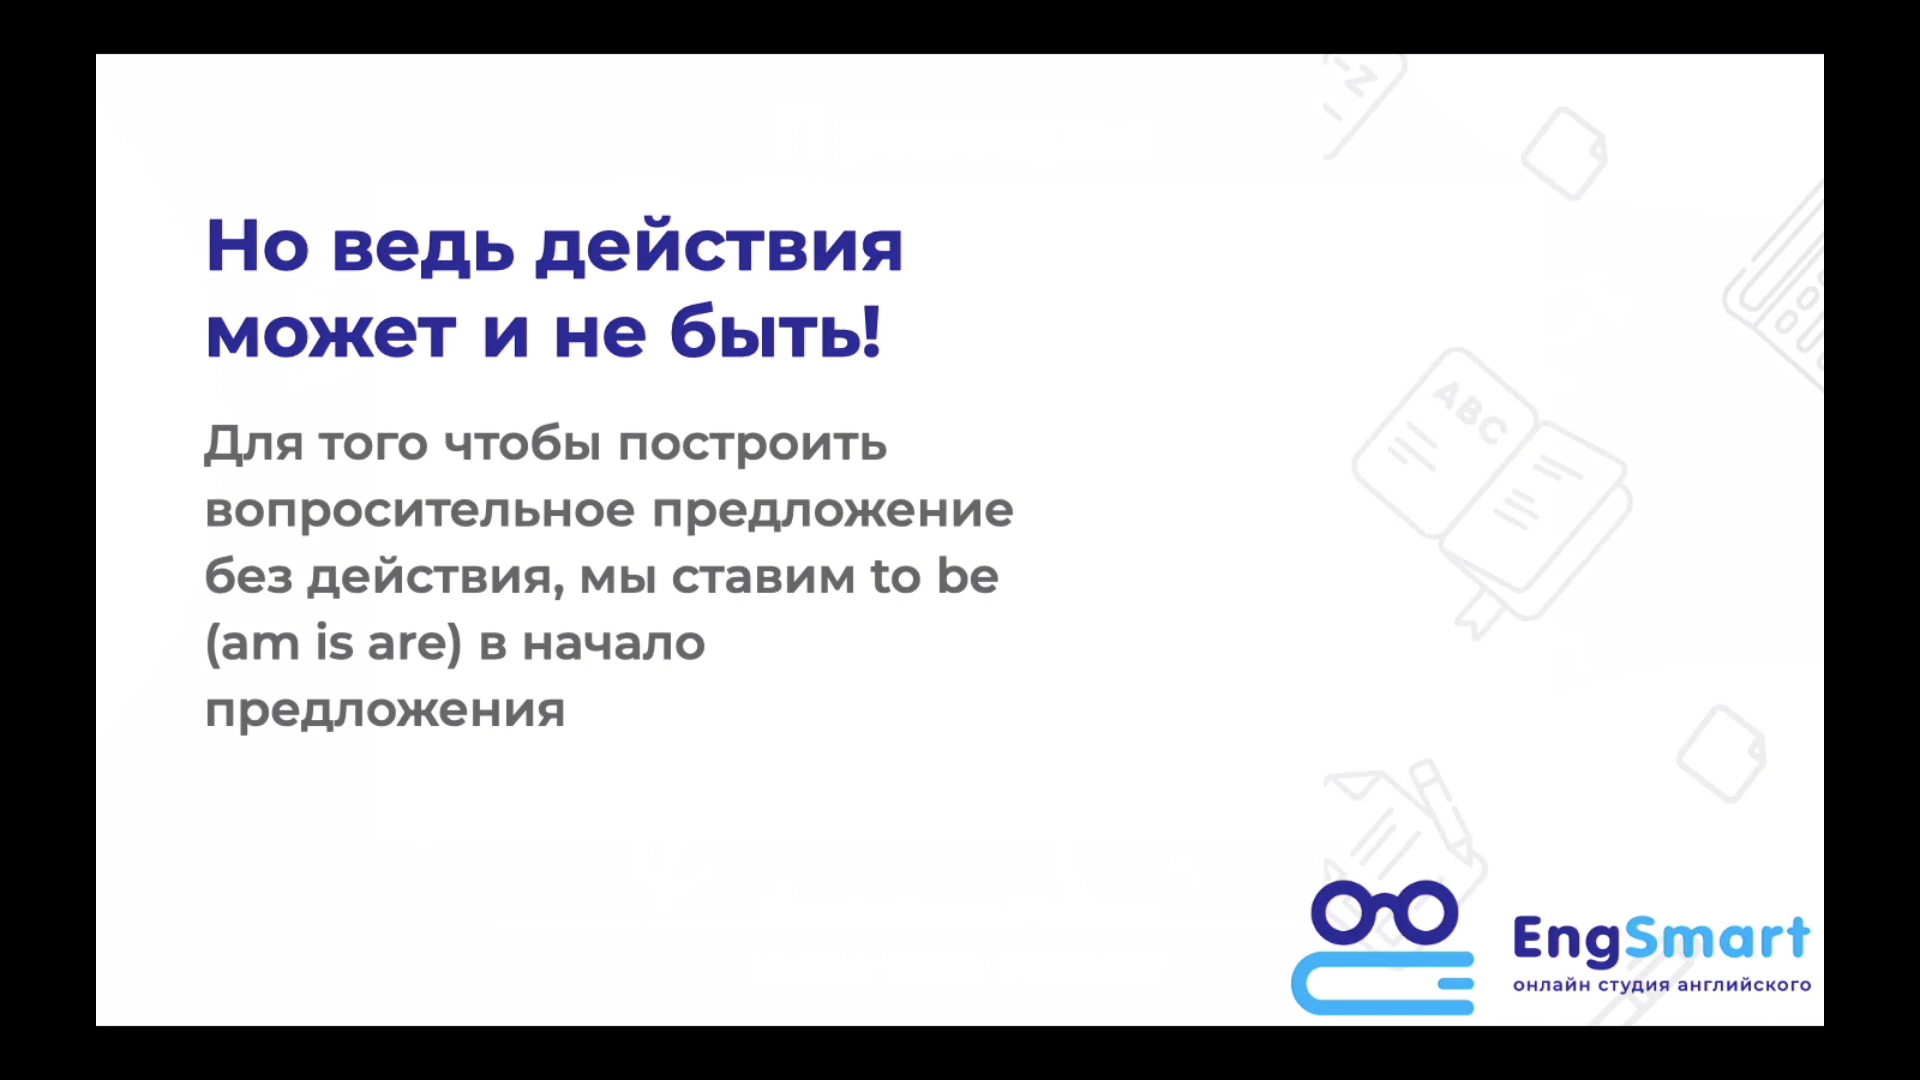 Но ведь действия
может и не быть!
Для того чтобы построить
вопросительное предложение
без действия, мы ставим to be
(am is are) в начало
предложения
A-Z
ABC
EngSmart
онлайн студия английского